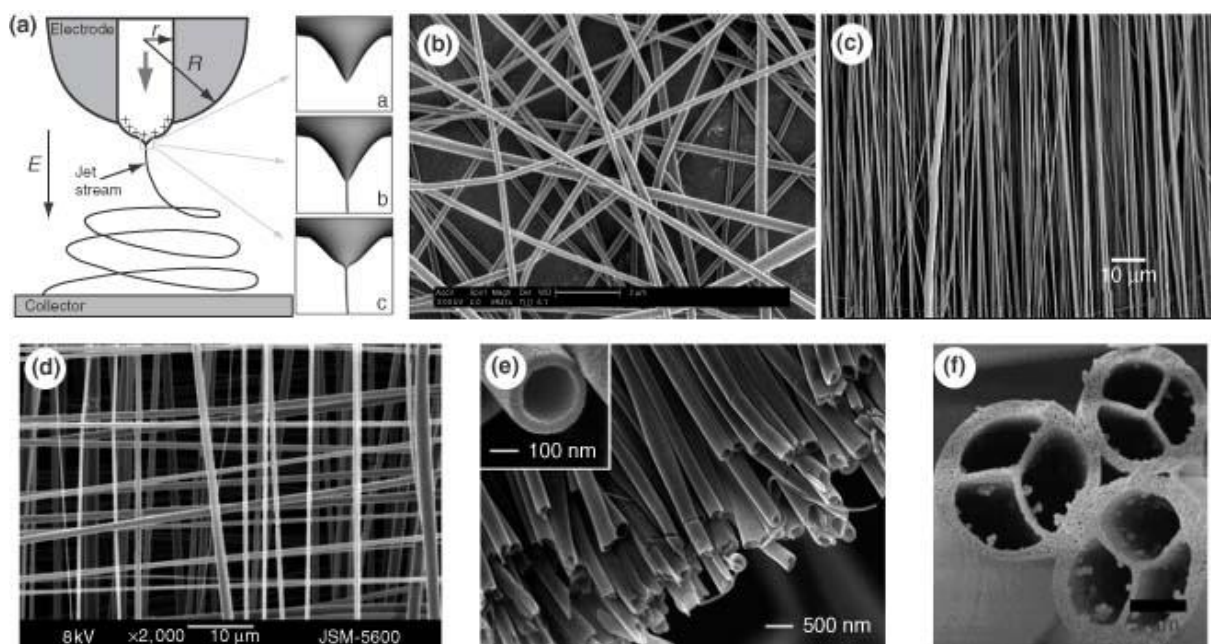 (a)
Electrode
r
R
E
Jet
stream
Collector
a
b
c
(b)
(c)
10 µm
(d)
8kV ×2,000 10 µm JSM-5600
(e)
100 nm
500 nm
(f)